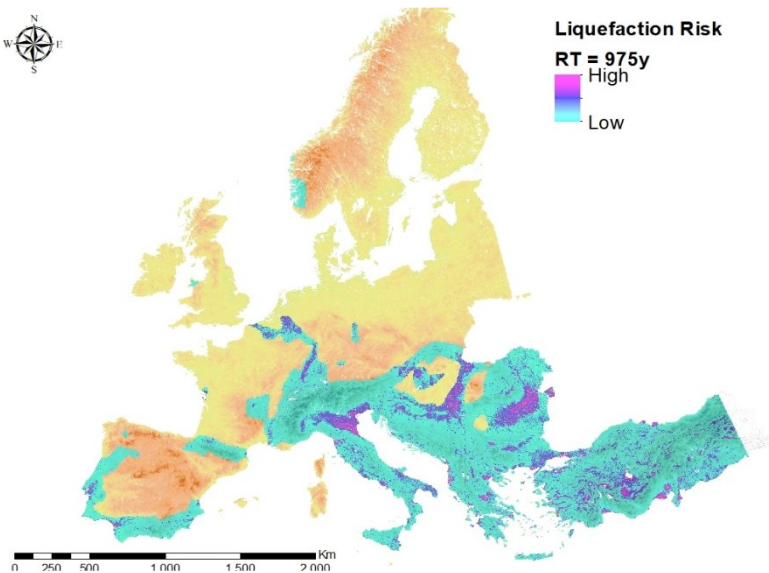 N
W E
S
Liquefaction Risk
RT = 975y
High
Low
Km
0 250 500 1.000 1.500 2.000